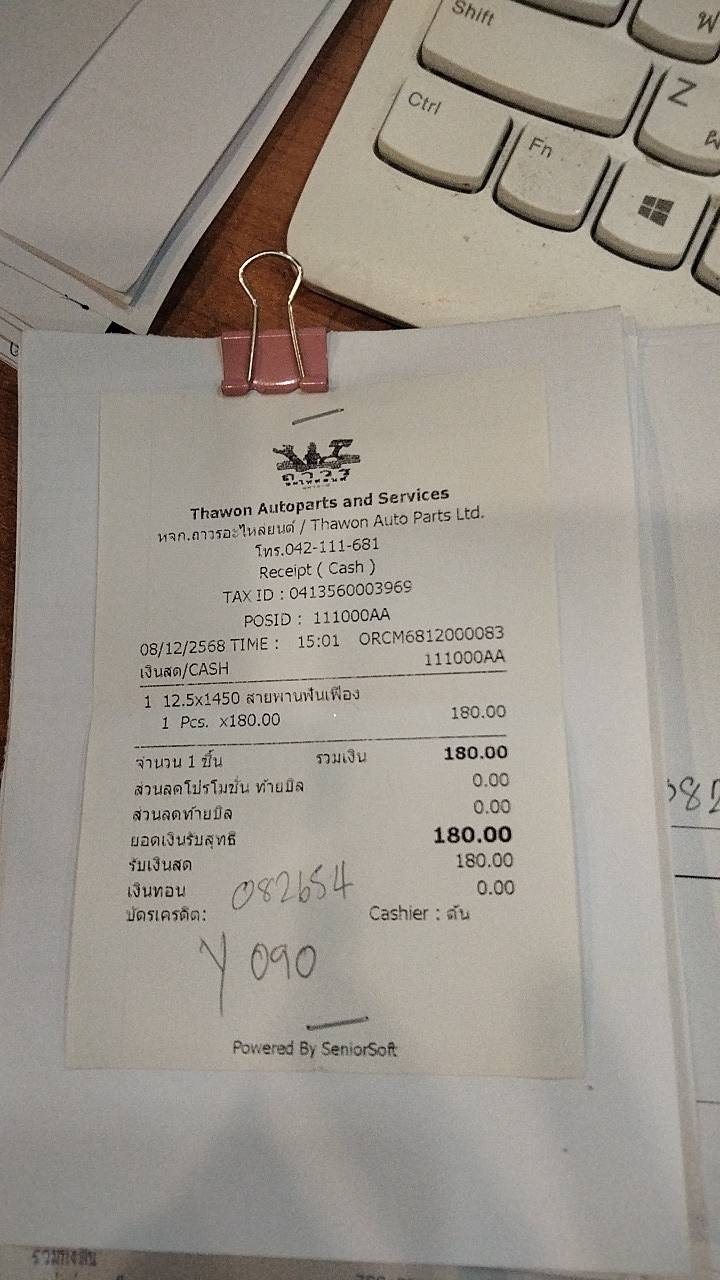 Shift
Ctrl
Fn
Z
ถาวร
Thawon Autoparts and Services
หจก.ถาวรอะไหล่ยนต์ / Thawon Auto Parts Ltd.
โทร.042-111-681
Receipt ( Cash )
TAX ID : 0413560003969
POSID : 111000AA
08/12/2568 TIME : 15:01 ORCM6812000083
เงินสด/CASH 111000AA
1 12.5x1450 สายพานฟันเฟือง
1 Pcs. x180.00 180.00
จำนวน 1 ชิ้น รวมเงิน 180.00
ส่วนลดโปรโมชั่น ท้ายบิล 0.00
ส่วนลดท้ายบิล 0.00
ยอดเงินรับสุทธิ 180.00
รับเงินสด 180.00
เงินทอน 0.00
082654
บัตรเครดิต: Cashier : ต้น
Y 090
Powered By SeniorSoft